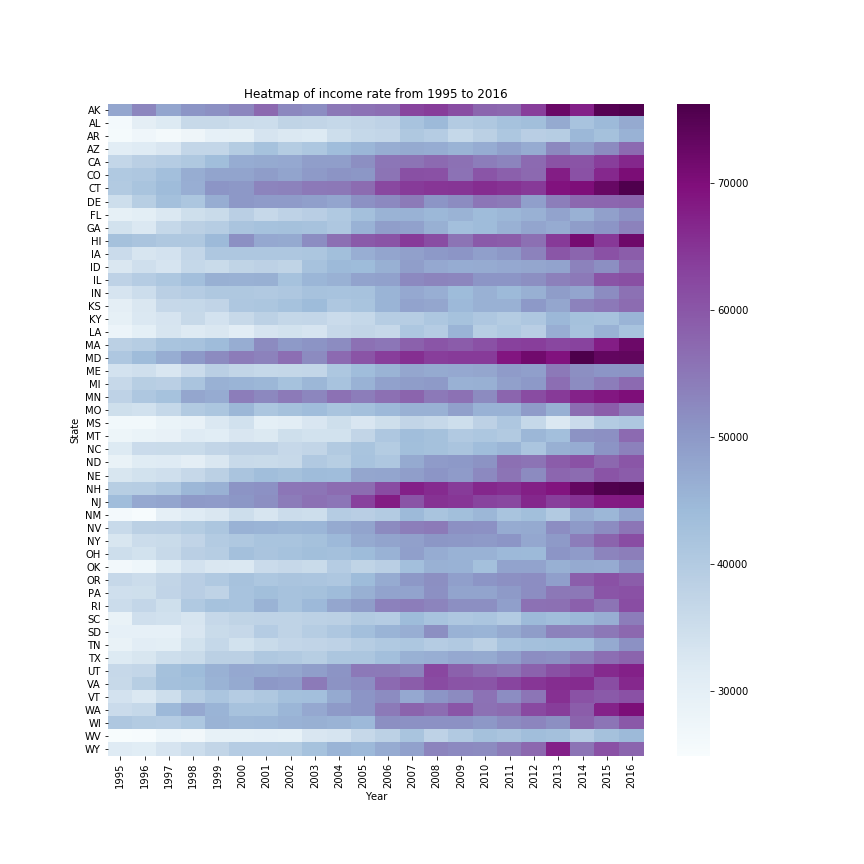 Heatmap of income rate from 1995 to 2016
State
AK
AL
AR
AZ
CA
CO
CT
DE
FL
GA
HI
IA
ID
IL
IN
KS
KY
LA
MA
MD
ME
MI
MN
MO
MS
MT
NC
ND
NE
NH
NJ
NM
NV
NY
OH
OK
OR
PA
RI
SC
SD
TN
TX
UT
VA
VT
WA
WI
WV
WY
1995 1996 1997 1998 1999 2000 2001 2002 2003 2004 2005 2006 2007 2008 2009 2010 2011 2012 2013 2014 2015 2016
Year
70000
60000
50000
40000
30000